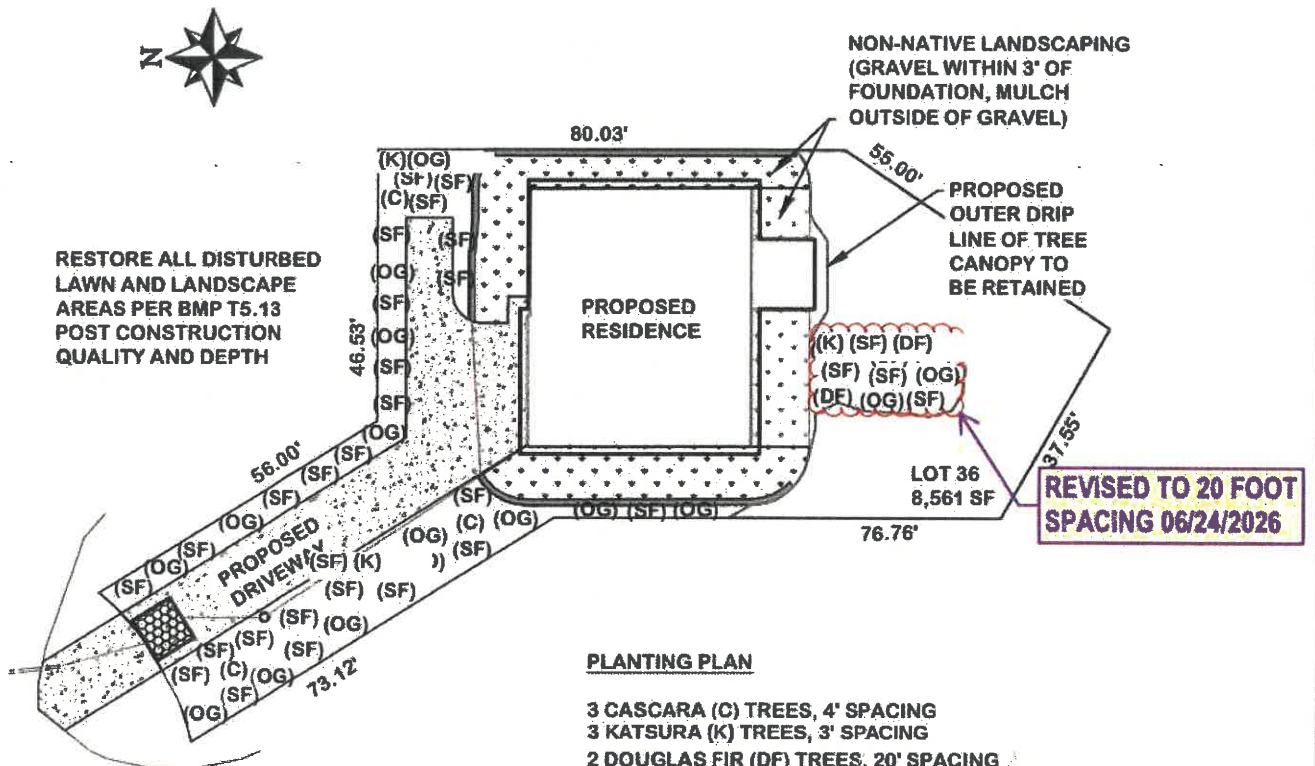 N
NON-NATIVE LANDSCAPING
(GRAVEL WITHIN 3' OF
FOUNDATION, MULCH
OUTSIDE OF GRAVEL)
80.03'
55.00'
(K)(OG)
(SF)(SF)
(C)(SF)
(SF)
(SF)
(OG)
(SF)
(SF)
(OG)
(SF)
(SF)
(OG)
46.53'
RESTORE ALL DISTURBED
LAWN AND LANDSCAPE
AREAS PER BMP T5.13
POST CONSTRUCTION
QUALITY AND DEPTH
PROPOSED
RESIDENCE
PROPOSED
OUTER DRIP
LINE OF TREE
CANOPY TO
BE RETAINED
(K) (SF) (DF)
(SF) (SF) (OG)
(DF) (OG) (SF)
37.55'
LOT 36
8,561 SF
REVISED TO 20 FOOT
SPACING 06/24/2026
76.76'
56.00'
(SF)
(SF)
(SF)
(OG)
(SF)
(OG)
(SF)
PROPOSED
DRIVEWAY
(SF)
(C) (OG)
(OG)
(SF)
(OG) (SF) (OG)
(SF) (K)
(SF) (SF)
(SF) (OG)
(SF)
(SF) (SF)
(SF) (C) (OG)
(SF)
(OG)
73.12'
PLANTING PLAN
3 CASCARA (C) TREES, 4' SPACING
3 KATSURA (K) TREES, 3' SPACING
2 DOUGLAS FIR (DF) TREES, 20' SPACING